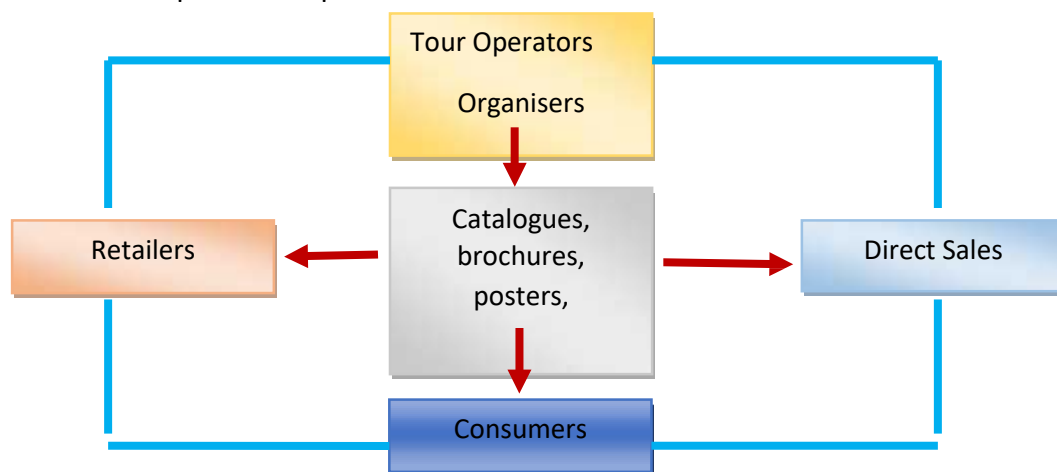 Tour Operators
Organisers
Catalogues,
brochures,
posters,
Retailers
Direct Sales
Consumers